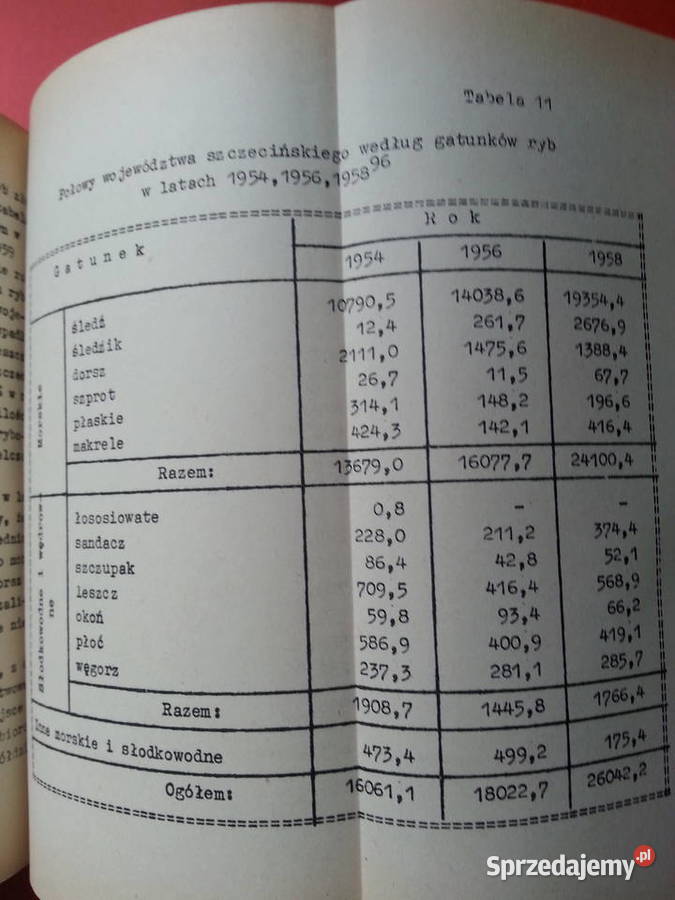 Tabela 11
Połowy województwa szczecińskiego według gatunków ryb
w latach 1954,1956,1958 96
Gatunek Rok
1954 1956 1958
Morskie
śledź 10790,5 14038,6 19354,4
śledzik 12,4 261,7 2676,9
dorsz 2111,0 1475,6 1388,4
szprot 26,7 11,5 67,7
płaskie 314,1 148,2 196,6
makrele 424,3 142,1 416,4
Razem: 13679,0 16077,7 24100,4
Słodkowodne i wędrowne
łososiowate 0,8 - -
sandacz 228,0 211,2 374,4
szczupak 86,4 42,8 52,1
leszcz 709,5 416,4 568,9
okoń 59,8 93,4 66,2
płoć 586,9 400,9 419,1
węgorz 237,3 281,1 285,7
Razem: 1908,7 1445,8 1766,4
Inne morskie i słodkowodne 473,4 499,2 175,4
Ogółem: 16061,1 18022,7 26042,2
Sprzedajemy.pl